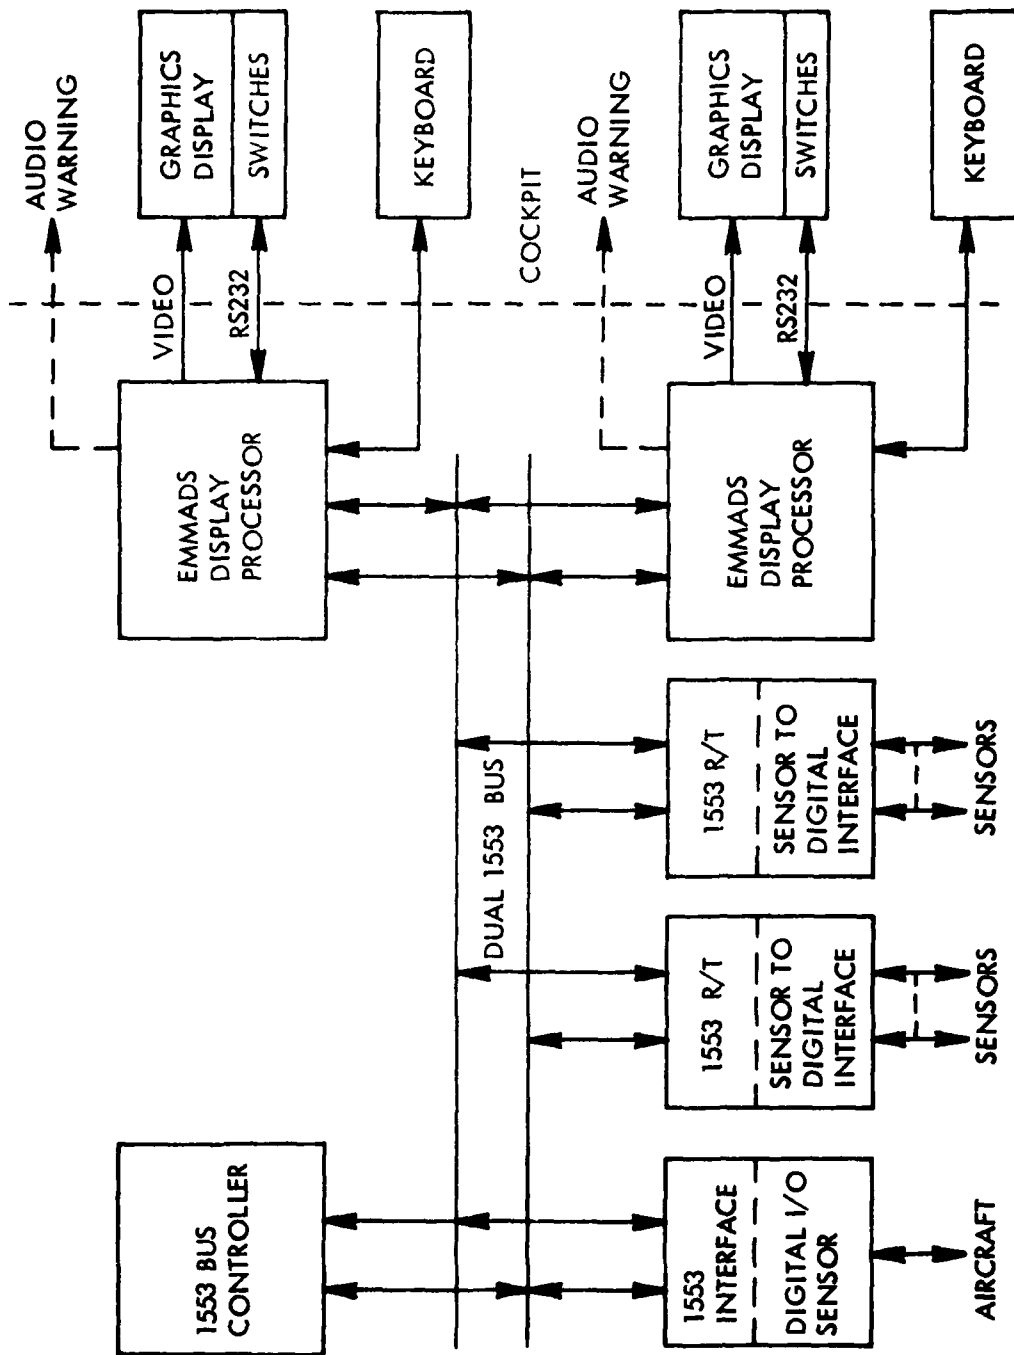 1553 BUS
CONTROLLER
EMMADS
DISPLAY
PROCESSOR
AUDIO
WARNING
VIDEO
RS232
GRAPHICS
DISPLAY
SWITCHES
KEYBOARD
DUAL 1553 BUS
COCKPIT
1553
INTERFACE
DIGITAL I/O
SENSOR
AIRCRAFT
1553 R/T
SENSOR TO
DIGITAL
INTERFACE
SENSORS
1553 R/T
SENSOR TO
DIGITAL
INTERFACE
SENSORS
EMMADS
DISPLAY
PROCESSOR
AUDIO
WARNING
VIDEO
RS232
GRAPHICS
DISPLAY
SWITCHES
KEYBOARD